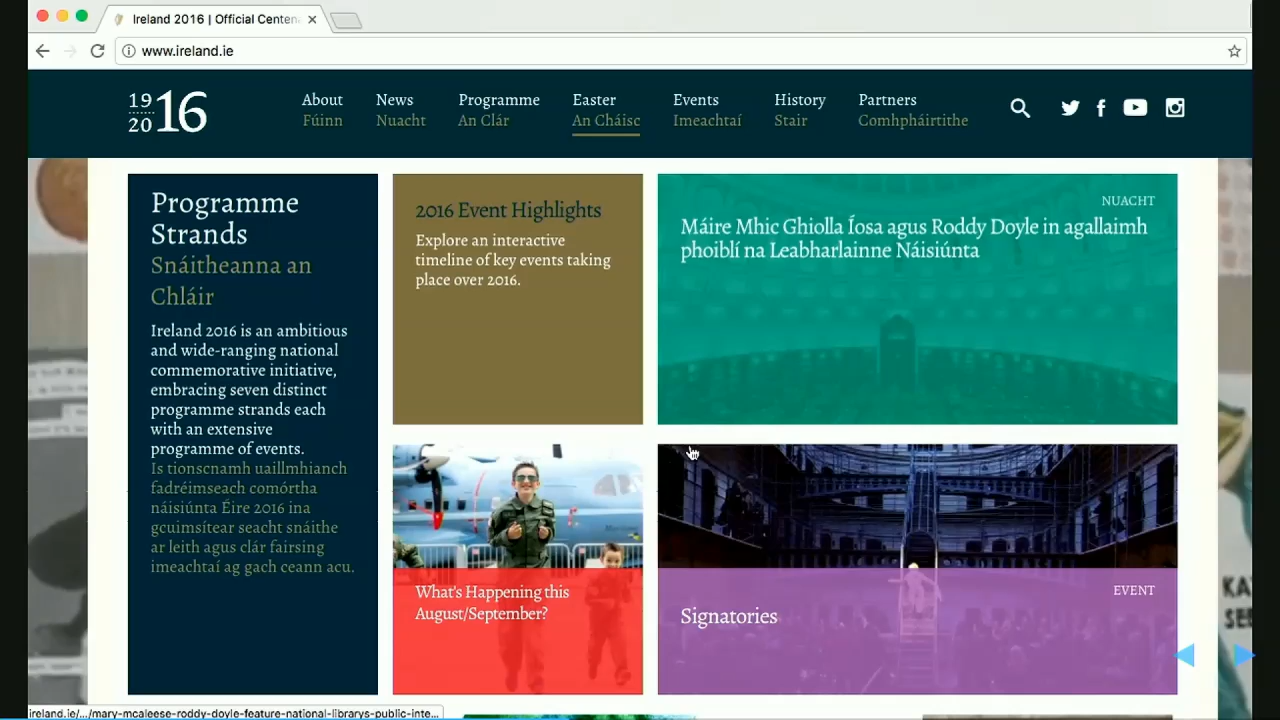 Ireland 2016 | Official Centen
www.ireland.ie
19
20
16
About
Fúinn
News
Nuacht
Programme
An Clár
Easter
An Cháisc
Events
Imeachtaí
History
Stair
Partners
Comhpháirtithe
Programme
Strands
Snáitheanna an
Chláir
Ireland 2016 is an ambitious
and wide-ranging national
commemorative initiative,
embracing seven distinct
programme strands each
with an extensive
programme of events.
Is tionscnamh uaillmhianch
fadréimseach comórtha
náisiúnta Éire 2016 ina
gcuimsítear seacht snáithe
ar leith agus clár fairsing
imeachtaí ag gach ceann acu.
2016 Event Highlights
Explore an interactive
timeline of key events taking
place over 2016.
NUACHT
Máire Mhic Ghiolla Íosa agus Roddy Doyle in agallaimh
phoiblí na Leabharlainne Náisiúnta
What's Happening this
August/September?
EVENT
Signatories
KA
SEE
ireland.ie/.../mary-mcaleese-roddy-doyle-feature-national-librarys-public-inte...